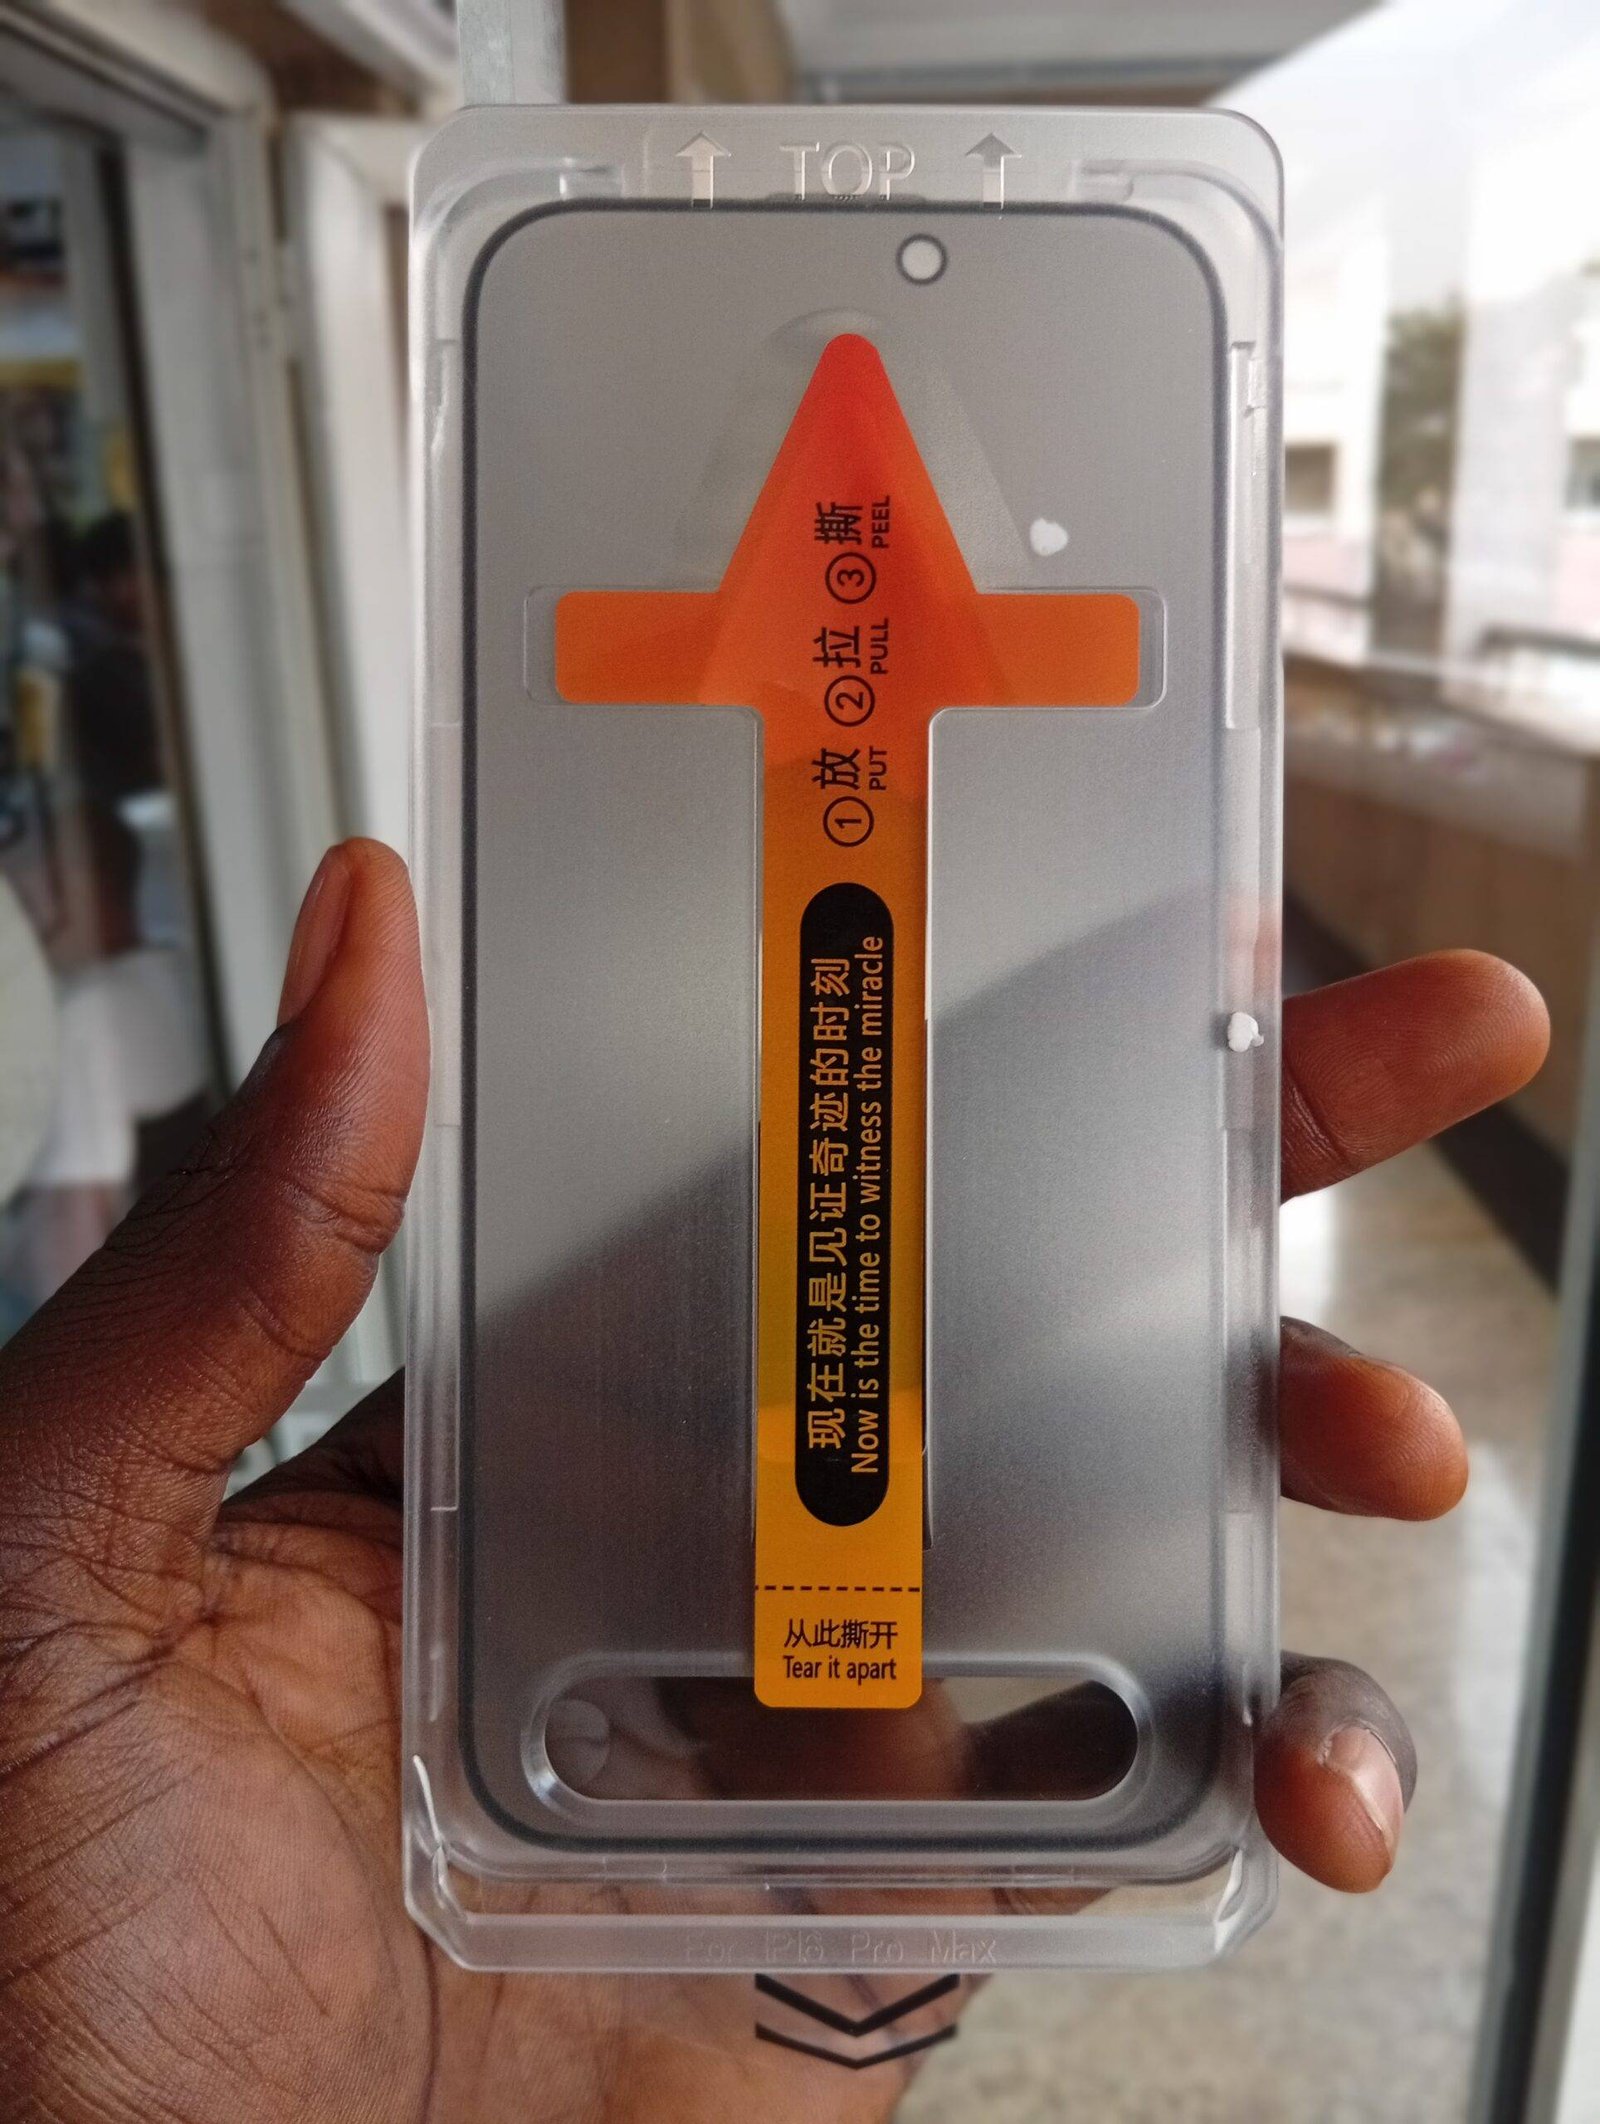 TOP
①放 ②拉 ③撕
PUT PULL PEEL
现在就是见证奇迹的时刻
Now is the time to witness the miracle
从此撕开
Tear it apart
For IP16 Pro Max